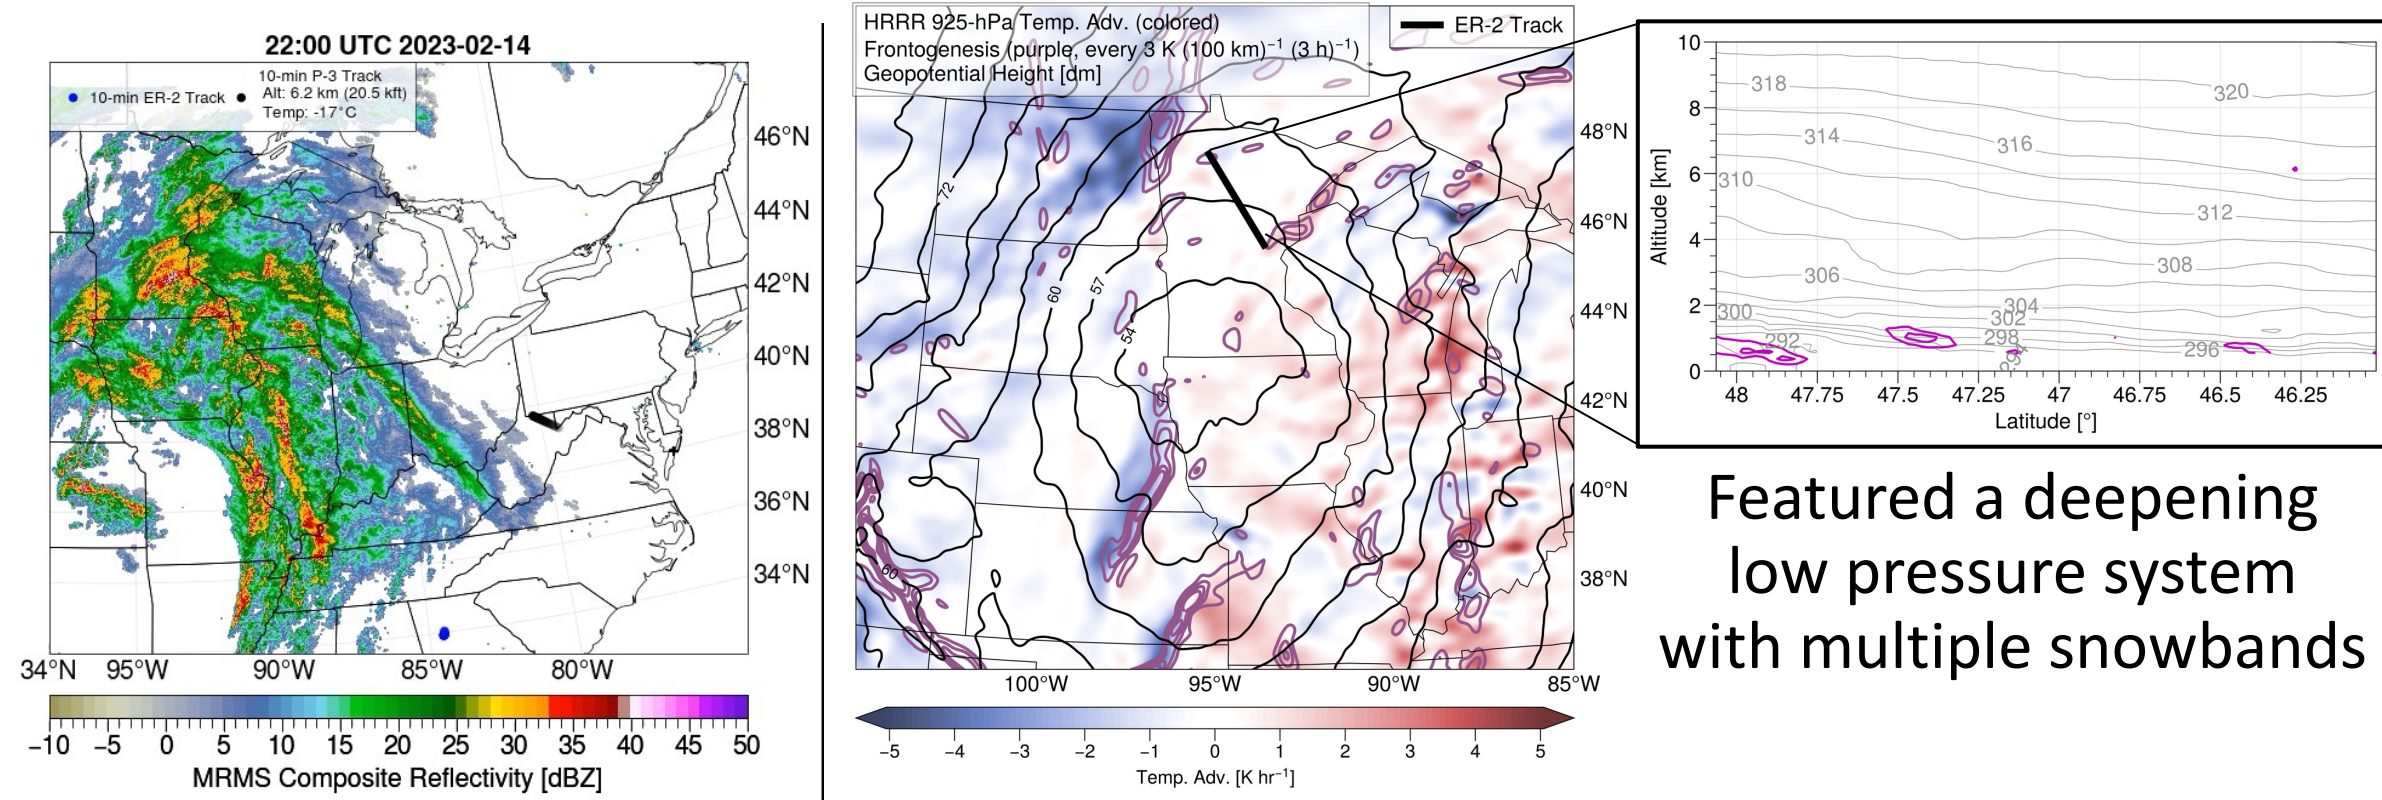 22:00 UTC 2023-02-14
10-min ER-2 Track
10-min P-3 Track
Alt: 6.2 km (20.5 kft)
Temp: -17°C
46°N
44°N
42°N
40°N
38°N
36°N
34°N
34°N 95°W 90°W 85°W 80°W
−10 −5 0 5 10 15 20 25 30 35 40 45 50
MRMS Composite Reflectivity [dBZ]
HRRR 925-hPa Temp. Adv. (colored)
Frontogenesis (purple, every 3 K (100 km)⁻¹ (3 h)⁻¹)
Geopotential Height [dm]
ER-2 Track
72
60
57
54
60
48°N
46°N
44°N
42°N
40°N
38°N
100°W 95°W 90°W 85°W
−5 −4 −3 −2 −1 0 1 2 3 4 5
Temp. Adv. [K hr⁻¹]
Altitude [km]
10
8
6
4
2
0
318
320
314
316
310
312
306
308
300
304
302
292
298
296
48 47.75 47.5 47.25 47 46.75 46.5 46.25
Latitude [°]
Featured a deepening
low pressure system
with multiple snowbands